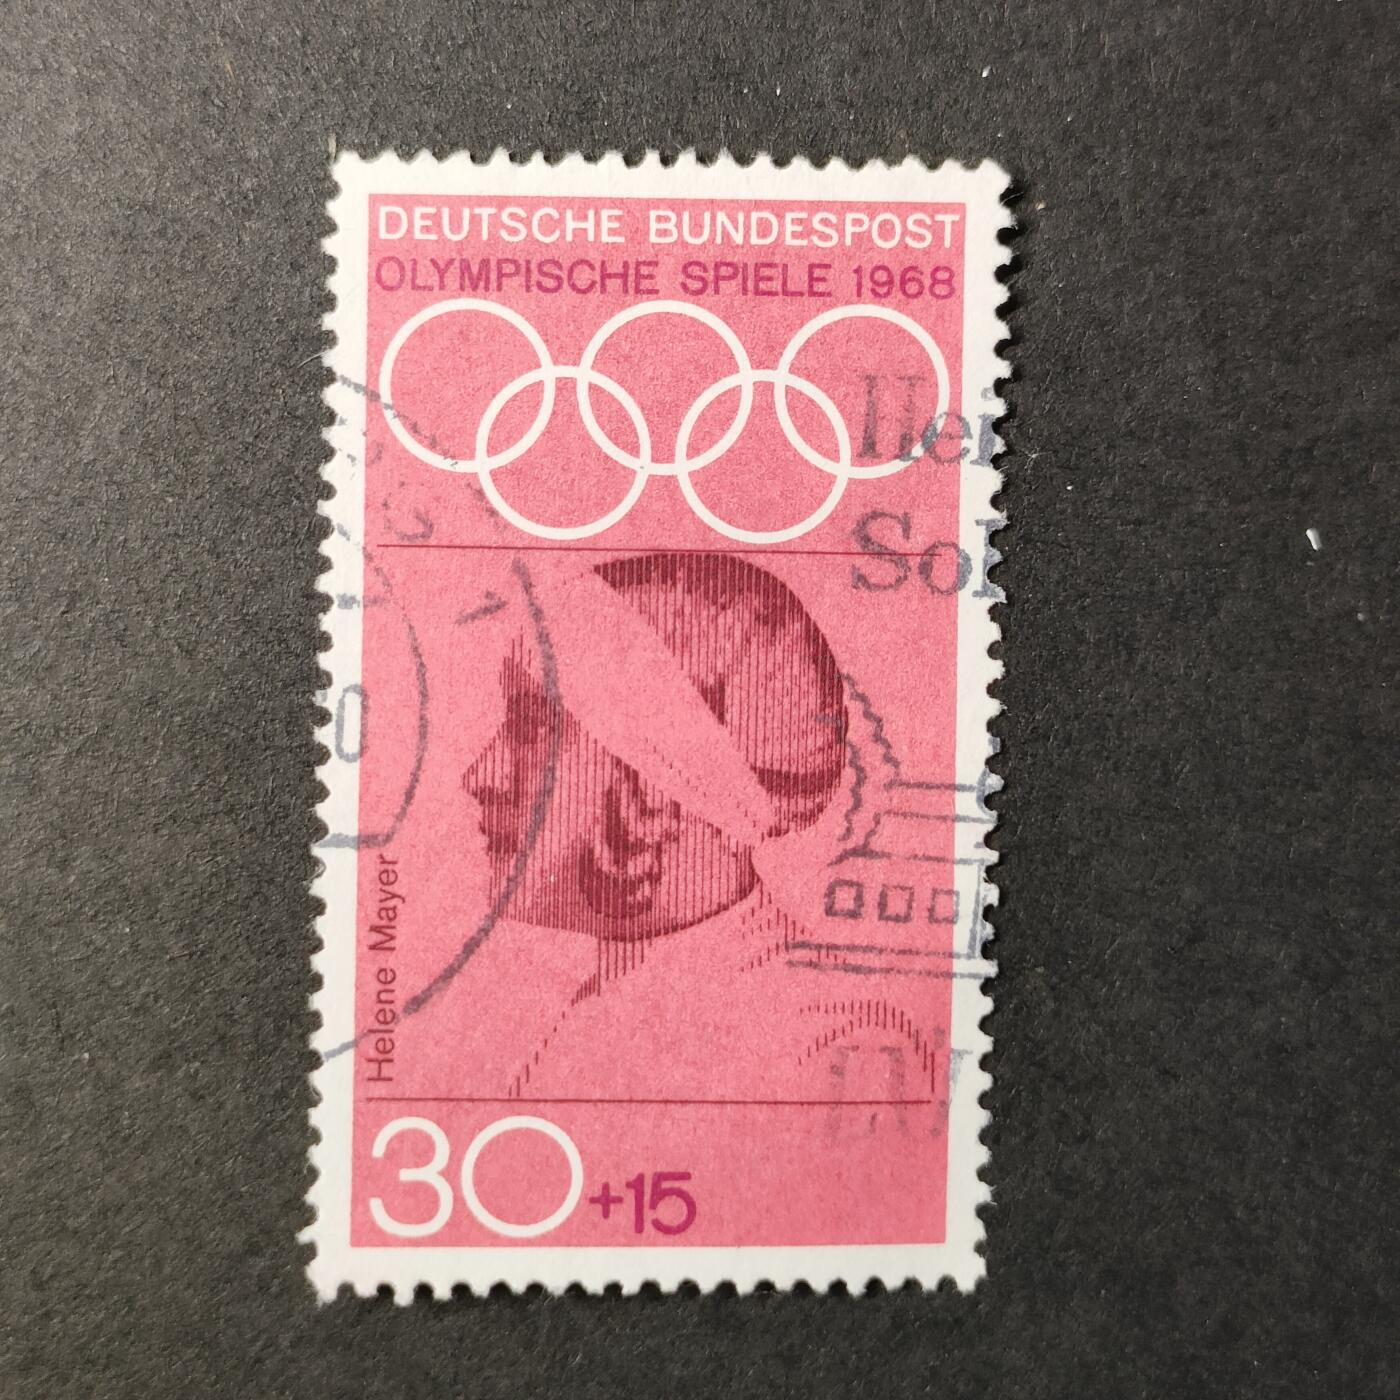 DEUTSCHE BUNDESPOST
OLYMPISCHE SPIELE 1968
Helene Mayer
30+15